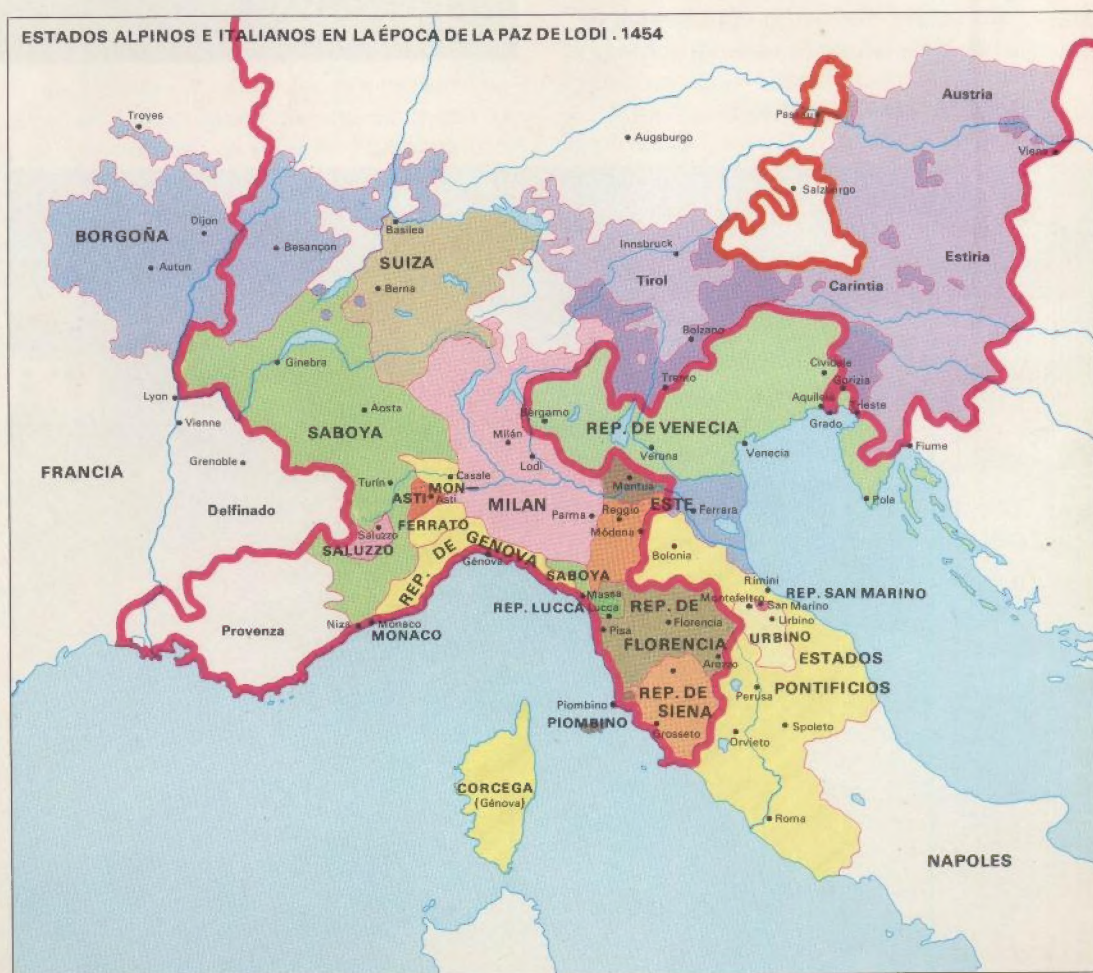 ESTADOS ALPINOS E ITALIANOS EN LA ÉPOCA DE LA PAZ DE LODI . 1454
Troyes
Augsburgo
Passau
Austria
Viena
Salzburgo
Dijon
BORGOÑA
Besançon
Autun
Basilea
SUIZA
Berna
Innsbruck
Tirol
Estiria
Carintia
Bolzano
Ginebra
Lyon
Vienne
Aosta
SABOYA
Trento
Cividale
Gorizia
Aquileia
Trieste
Grado
Bergamo
REP. DE VENECIA
Milán
Lodi
Veruna
Venecia
Fiume
Pola
FRANCIA
Grenoble
Delfinado
Turín
Casale
MON-
ASTI
Asti
FERRATO
MILAN
Mantua
ESTE
Ferrara
Parma
Reggio
Módena
Saluzzo
SALUZZO
REP. DE GENOVA
Génova
Bolonia
SABOYA
Massa
Rímini
REP. SAN MARINO
Montefeltro
San Marino
Urbino
URBINO
REP. LUCCA
Lucca
REP. DE
FLORENCIA
Florencia
Pisa
Arezzo
Provenza
Niza
Mónaco
MONACO
ESTADOS
PONTIFICIOS
Perusa
REP. DE
SIENA
Piombino
PIOMBINO
Grosseto
Orvieto
Spoleto
CORCEGA
(Génova)
Roma
NAPOLES